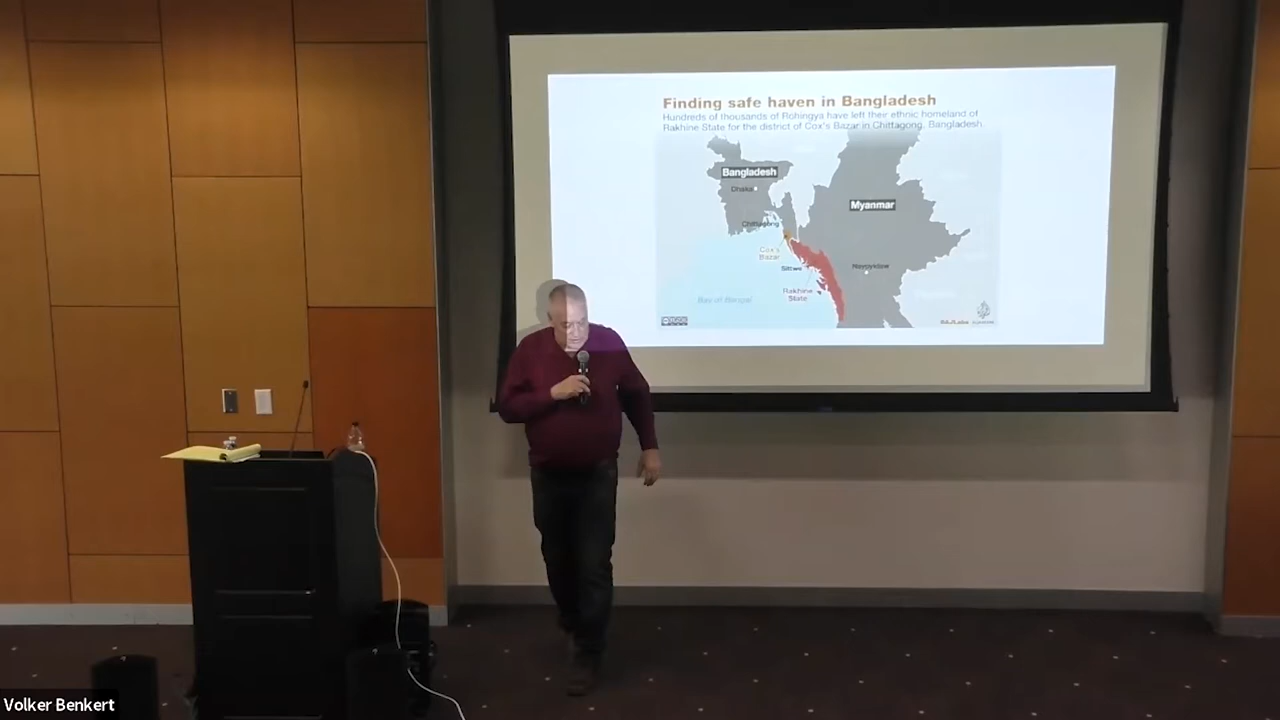 Finding safe haven in Bangladesh
Hundreds of thousands of Rohingya have left their ethnic homeland of
Rakhine State for the district of Cox's Bazar in Chittagong, Bangladesh.
Bangladesh
Dhaka
Myanmar
Chittagong
Cox's
Bazar
Sittwe
Naypyidaw
Rakhine
State
Bay of Bengal
Volker Benkert